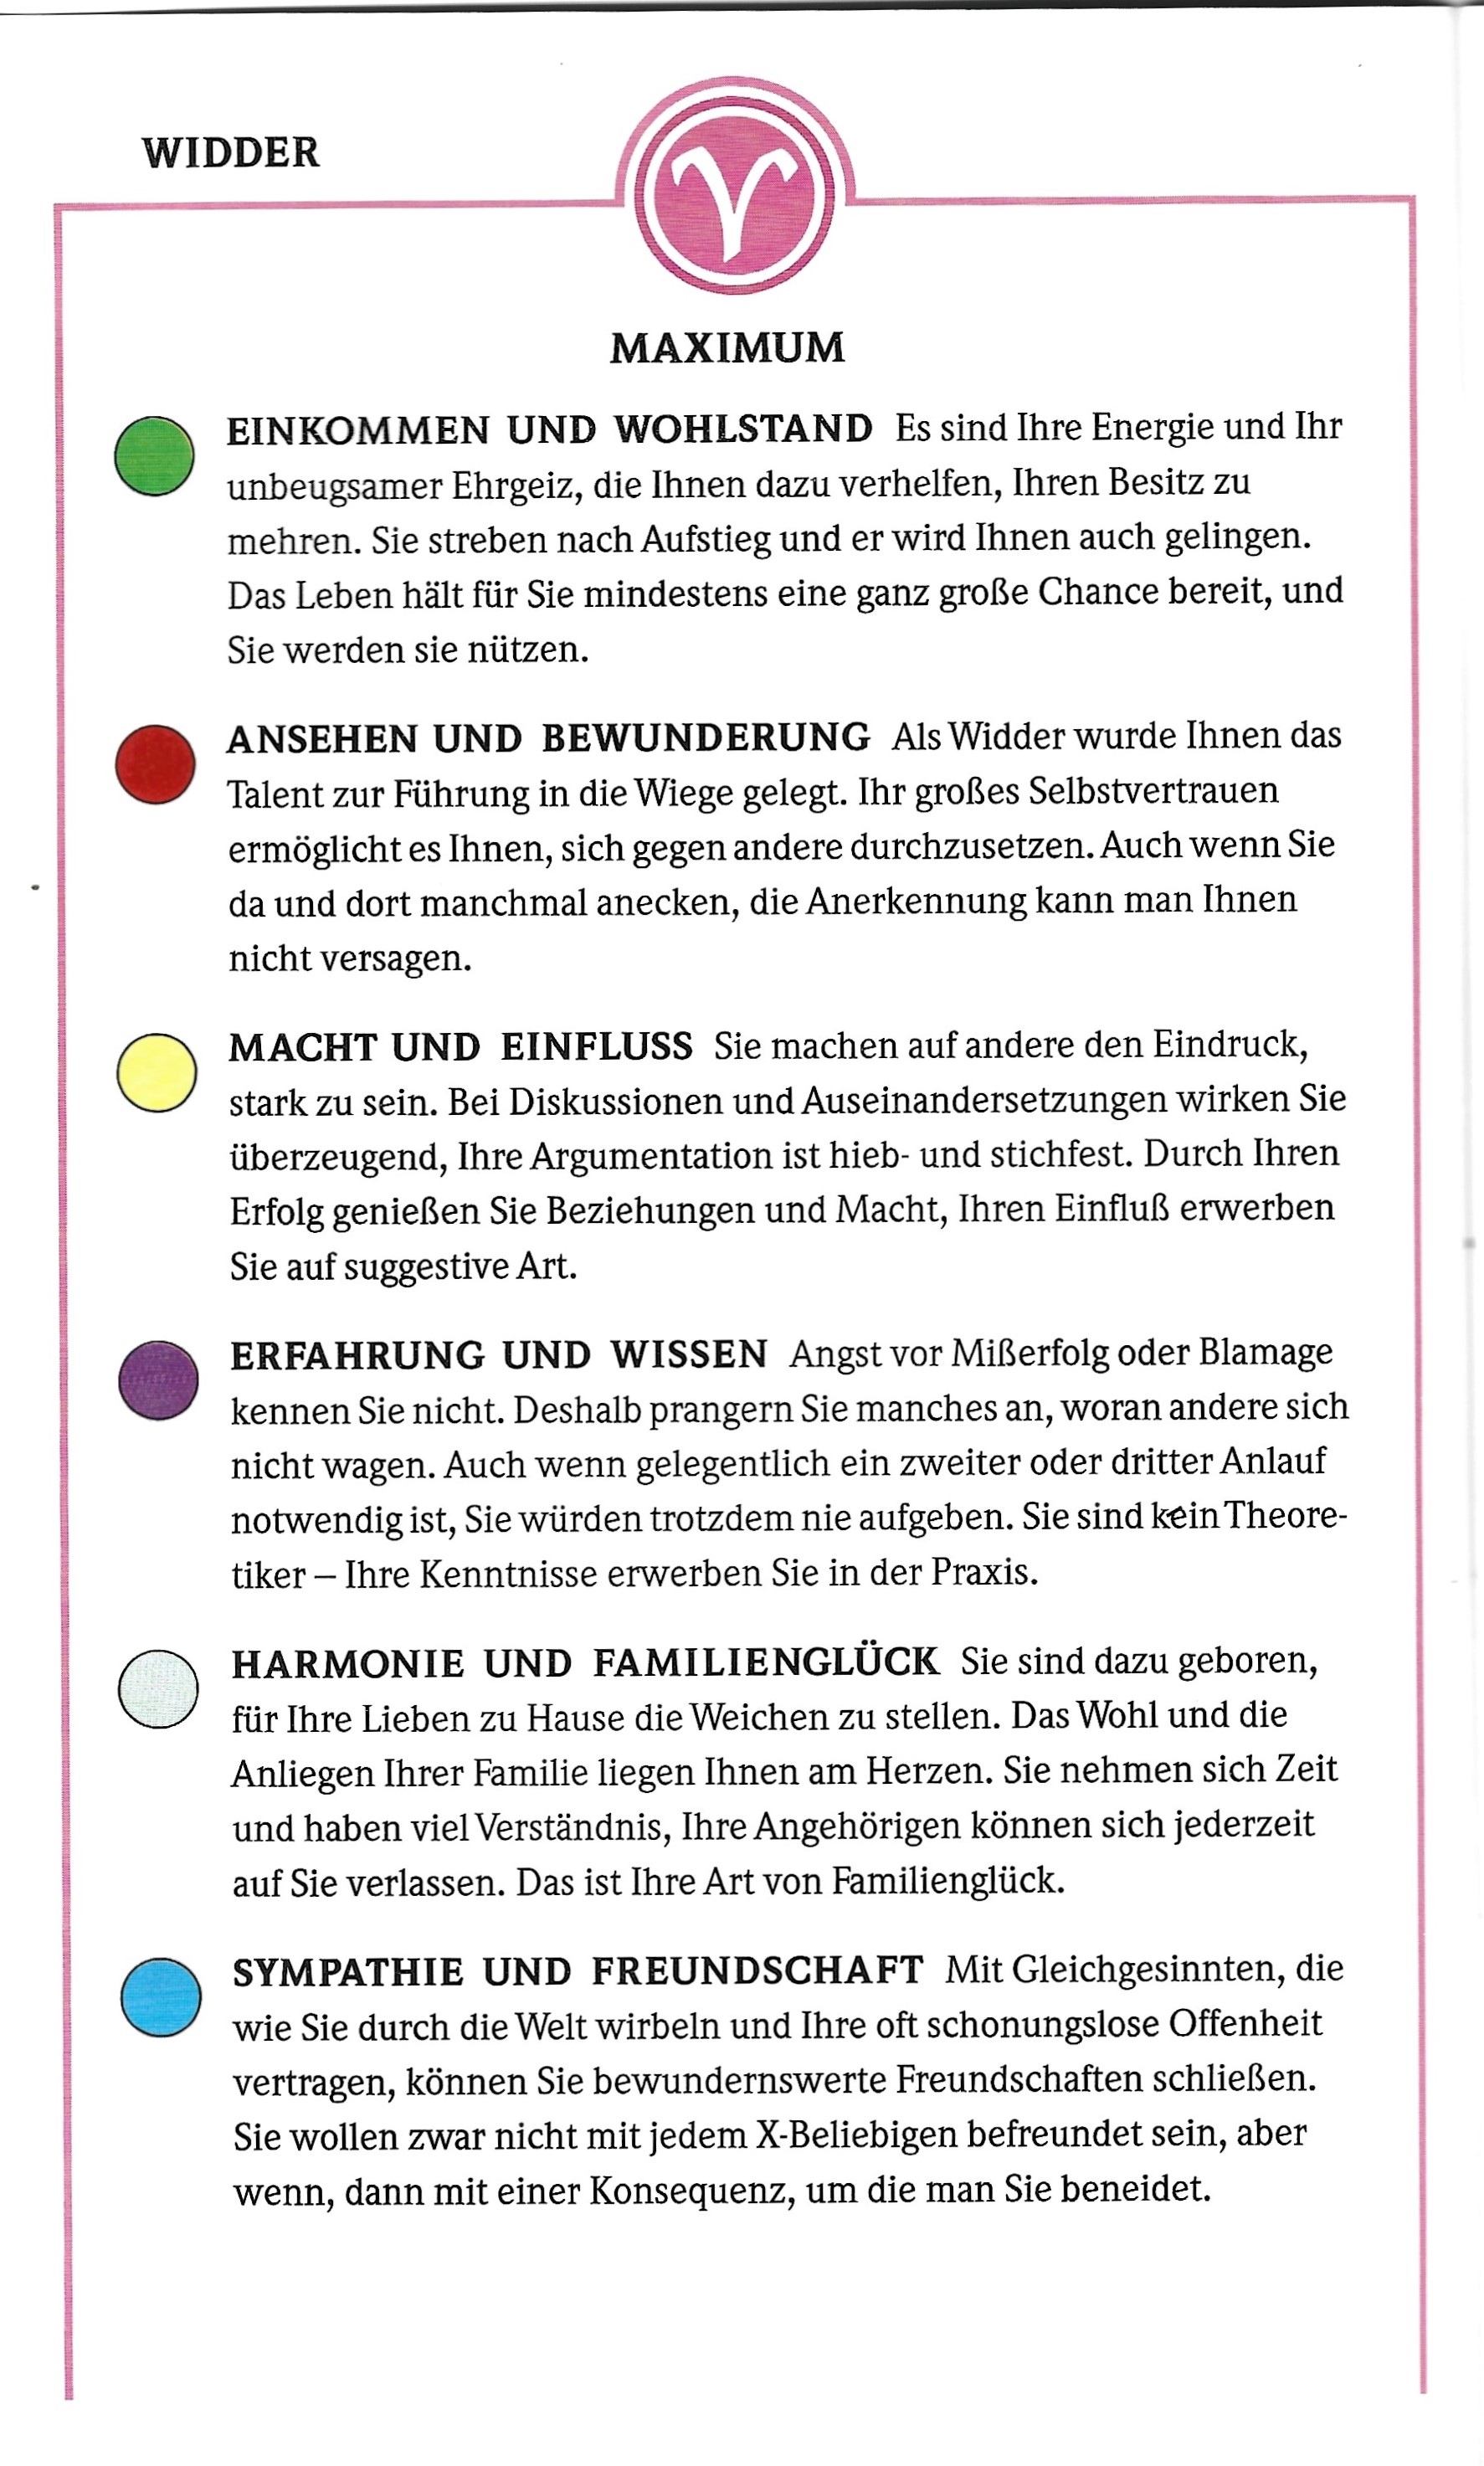 WIDDER
MAXIMUM
EINKOMMEN UND WOHLSTAND Es sind Ihre Energie und Ihr
unbeugsamer Ehrgeiz, die Ihnen dazu verhelfen, Ihren Besitz zu
mehren. Sie streben nach Aufstieg und er wird Ihnen auch gelingen.
Das Leben hält für Sie mindestens eine ganz große Chance bereit, und
Sie werden sie nützen.
ANSEHEN UND BEWUNDERUNG Als Widder wurde Ihnen das
Talent zur Führung in die Wiege gelegt. Ihr großes Selbstvertrauen
ermöglicht es Ihnen, sich gegen andere durchzusetzen. Auch wenn Sie
da und dort manchmal anecken, die Anerkennung kann man Ihnen
nicht versagen.
MACHT UND EINFLUSS Sie machen auf andere den Eindruck,
stark zu sein. Bei Diskussionen und Auseinandersetzungen wirken Sie
überzeugend, Ihre Argumentation ist hieb- und stichfest. Durch Ihren
Erfolg genießen Sie Beziehungen und Macht, Ihren Einfluß erwerben
Sie auf suggestive Art.
ERFAHRUNG UND WISSEN Angst vor Mißerfolg oder Blamage
kennen Sie nicht. Deshalb prangern Sie manches an, woran andere sich
nicht wagen. Auch wenn gelegentlich ein zweiter oder dritter Anlauf
notwendig ist, Sie würden trotzdem nie aufgeben. Sie sind kein Theore-
tiker – Ihre Kenntnisse erwerben Sie in der Praxis.
HARMONIE UND FAMILIENGLÜCK Sie sind dazu geboren,
für Ihre Lieben zu Hause die Weichen zu stellen. Das Wohl und die
Anliegen Ihrer Familie liegen Ihnen am Herzen. Sie nehmen sich Zeit
und haben viel Verständnis, Ihre Angehörigen können sich jederzeit
auf Sie verlassen. Das ist Ihre Art von Familienglück.
SYMPATHIE UND FREUNDSCHAFT Mit Gleichgesinnten, die
wie Sie durch die Welt wirbeln und Ihre oft schonungslose Offenheit
vertragen, können Sie bewundernswerte Freundschaften schließen.
Sie wollen zwar nicht mit jedem X-Beliebigen befreundet sein, aber
wenn, dann mit einer Konsequenz, um die man Sie beneidet.